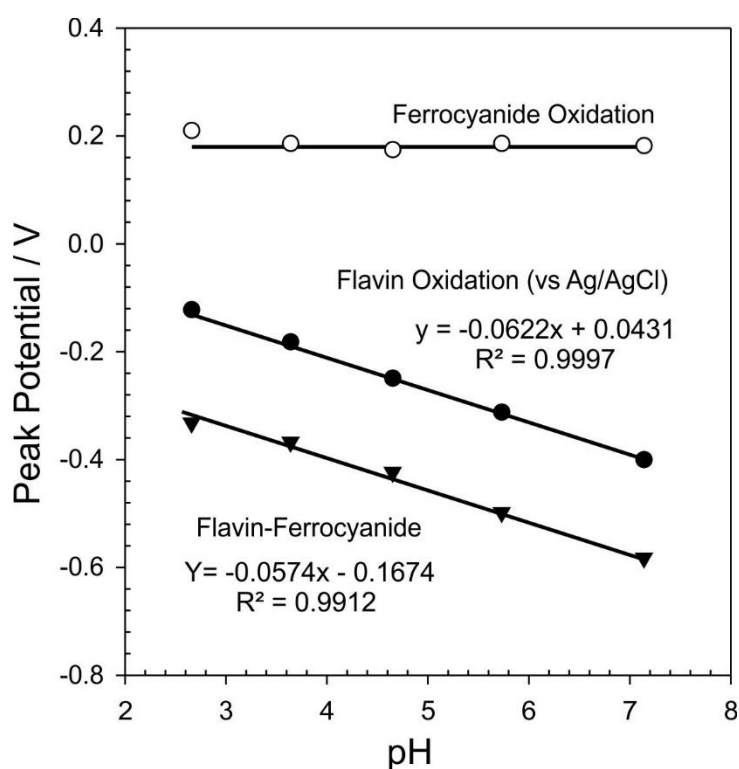 0.4
Ferrocyanide Oxidation
0.2
0.0
Flavin Oxidation (vs Ag/AgCl)
y = -0.0622x + 0.0431
R² = 0.9997
-0.2
-0.4
Flavin-Ferrocyanide
Y= -0.0574x - 0.1674
R² = 0.9912
-0.6
-0.8
Peak Potential / V
2 3 4 5 6 7 8
pH